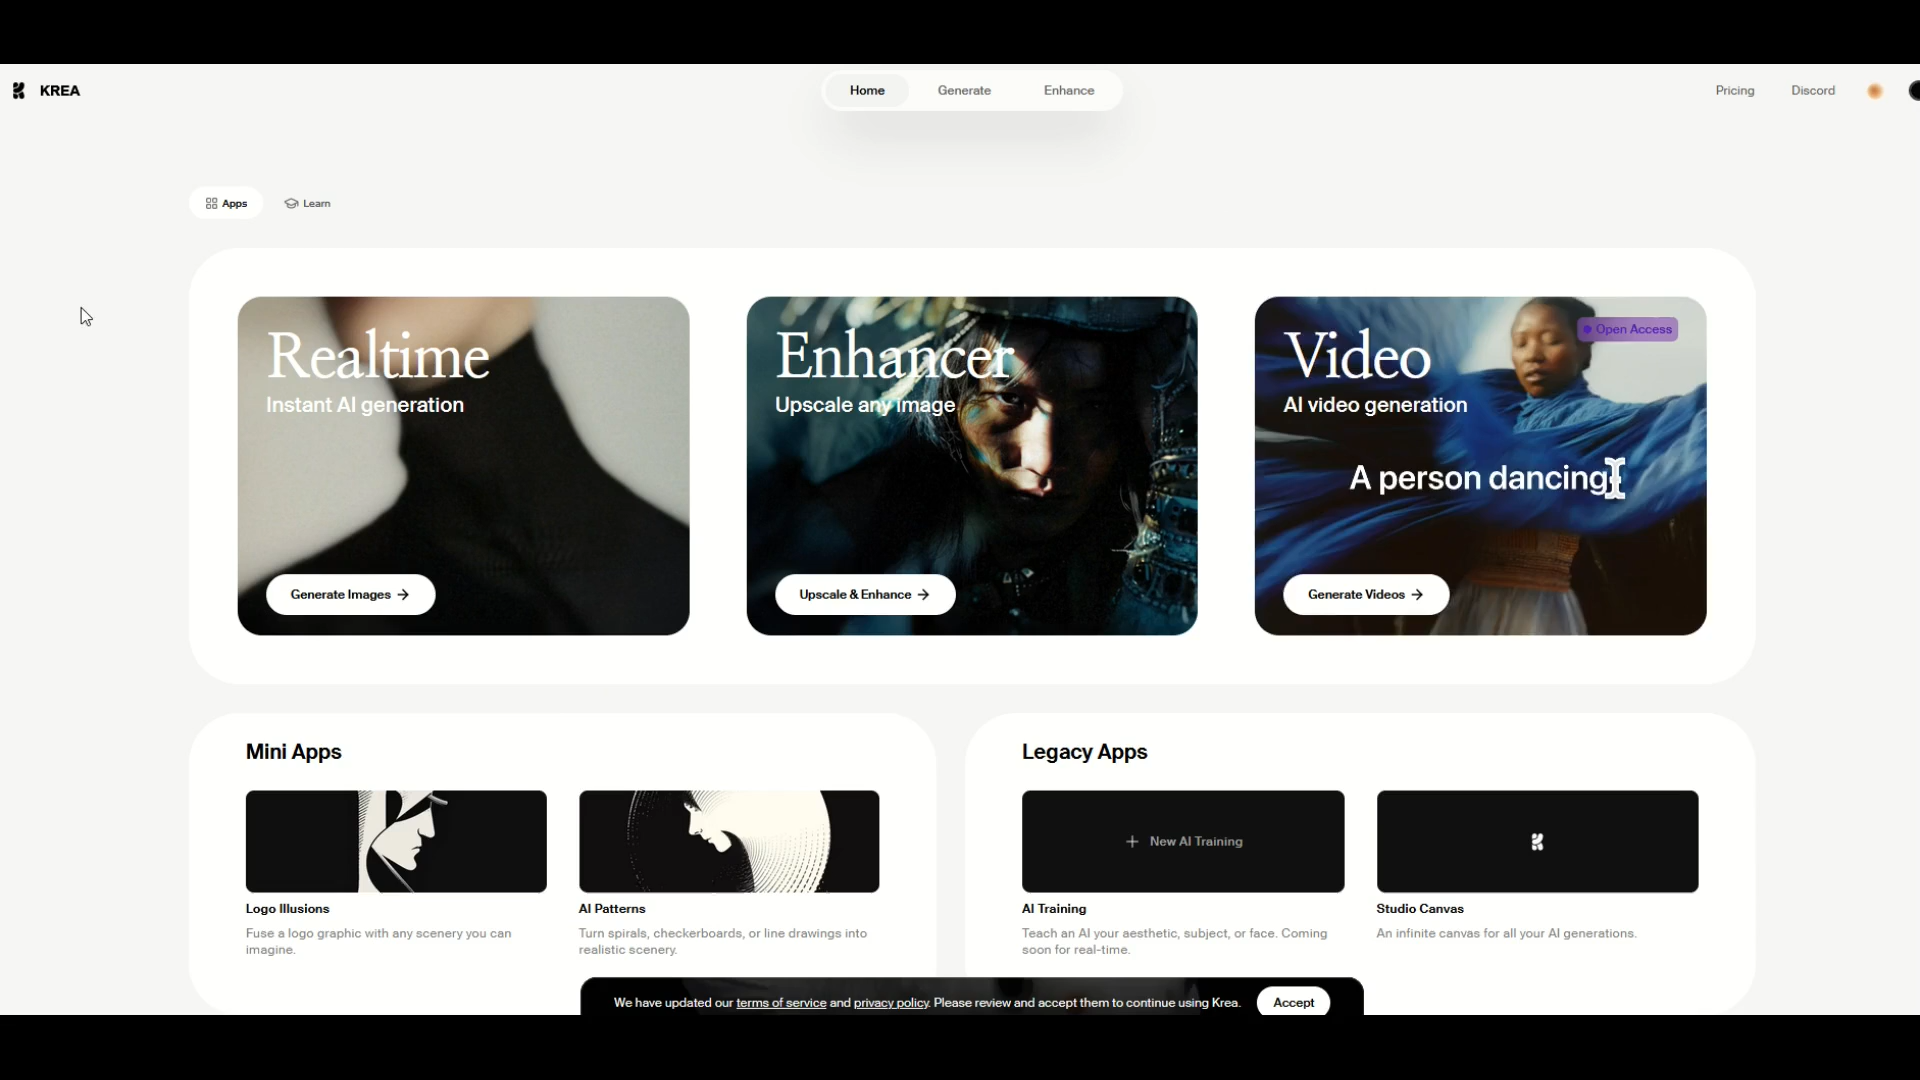 KREA
Home
Generate
Enhance
Pricing
Discord
Apps
Learn
Realtime
Instant AI generation
Generate Images
Enhancer
Upscale any image
Upscale & Enhance
Video
Open Access
AI video generation
A person dancing
Generate Videos
Mini Apps
Logo Illusions
Fuse a logo graphic with any scenery you can
imagine.
AI Patterns
Turn spirals, checkerboards, or line drawings into
realistic scenery.
Legacy Apps
New AI Training
AI Training
Teach an AI your aesthetic, subject, or face. Coming
soon for real-time.
Studio Canvas
An infinite canvas for all your AI generations.
We have updated our terms of service and privacy policy. Please review and accept them to continue using Krea.
Accept